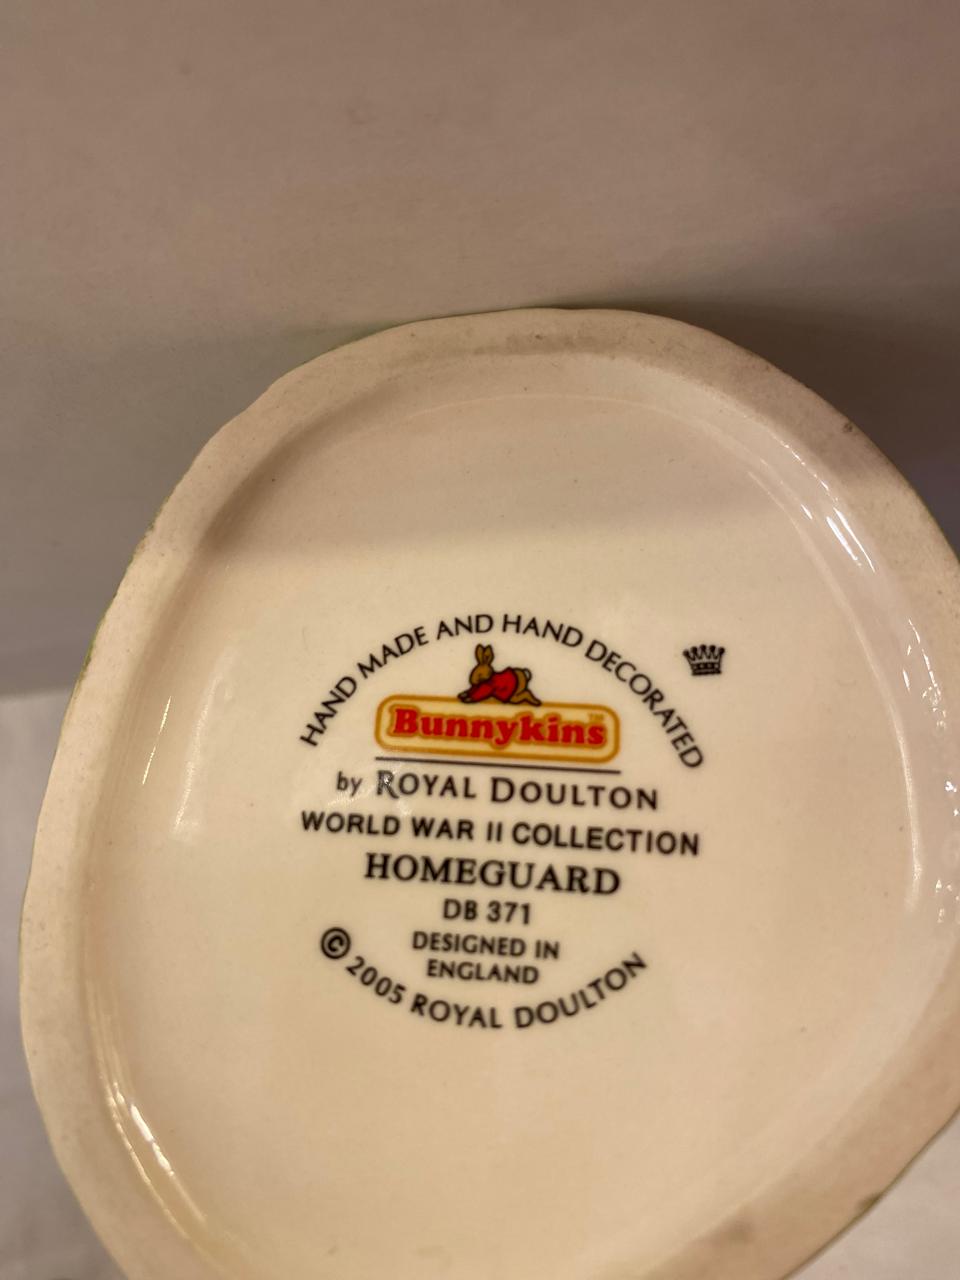 HAND MADE AND HAND DECORATED
Bunnykins™
by ROYAL DOULTON
WORLD WAR II COLLECTION
HOMEGUARD
DB 371
DESIGNED IN
ENGLAND
© 2005 ROYAL DOULTON